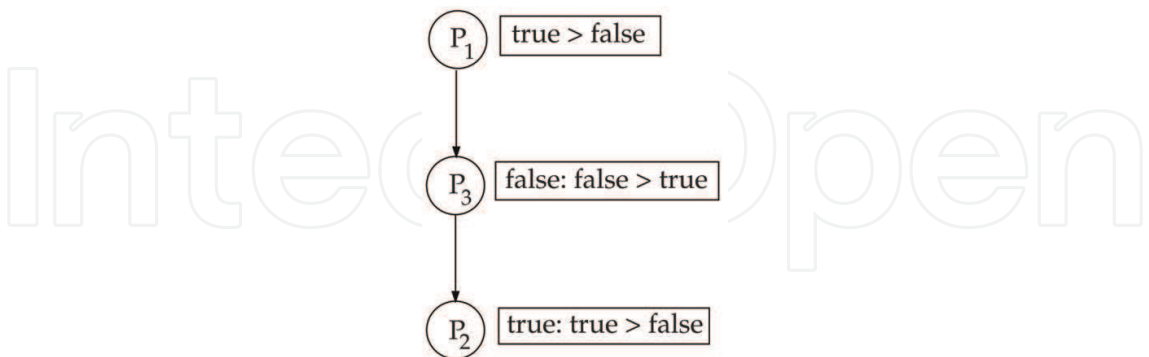 P1 true > false
IntechOpen
P3 false: false > true
P2 true: true > false